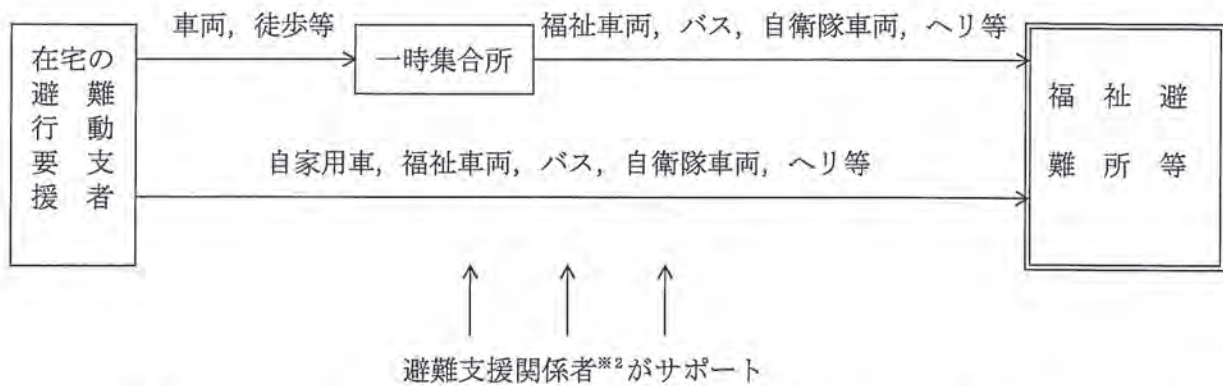 車両，徒歩等
福祉車両，バス，自衛隊車両，ヘリ等
在宅の
避難
行動
要支
援者
一時集合所
福祉避
難所等
自家用車，福祉車両，バス，自衛隊車両，ヘリ等
避難支援関係者※2がサポート